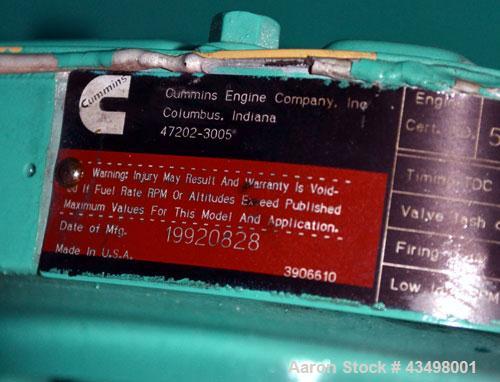 Cummins
Cummins Engine Company, Inc
Columbus, Indiana
47202-3005
Warning: Injury May Result And Warranty Is Void-
ed If Fuel Rate RPM Or Altitudes Exceed Published
Maximum Values For This Model And Application.
Date of Mfg. 19920828
Made In U.S.A.
3906610
Engi
Cert. 5
Timing TDC
Valve lash
Firing
Low
Aaron Stock # 43498001